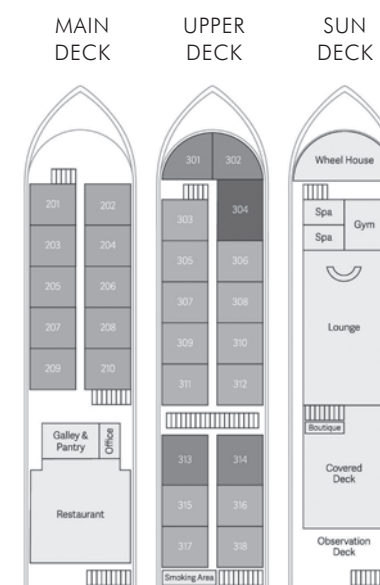 MAIN
DECK
UPPER
DECK
SUN
DECK
201
202
203
204
205
206
207
208
209
210
Galley &
Pantry
Office
Restaurant
301
302
303
304
305
306
307
308
309
310
311
312
313
314
315
316
317
318
Smoking Area
Wheel House
Spa
Gym
Spa
Lounge
Boutique
Covered
Deck
Observation
Deck